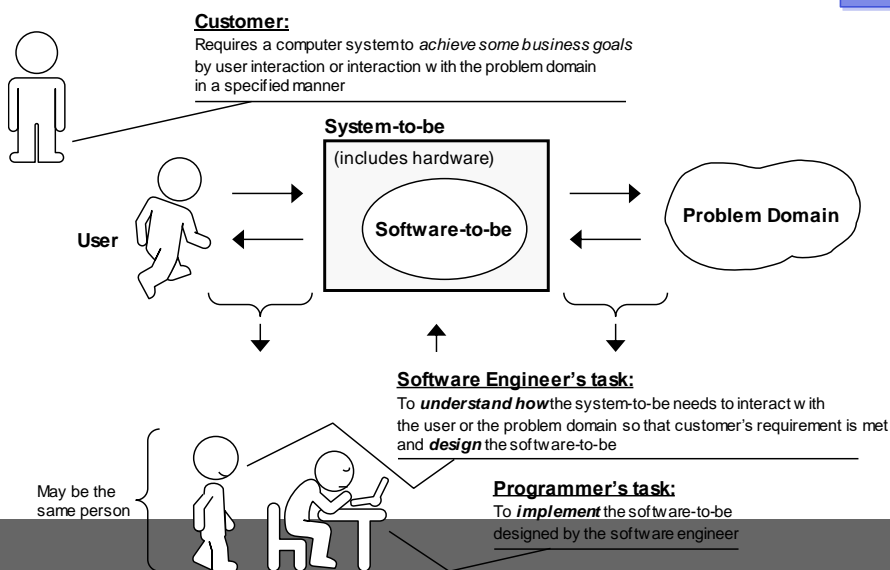 Customer:
Requires a computer system to achieve some business goals
by user interaction or interaction with the problem domain
in a specified manner
System-to-be
(includes hardware)
Software-to-be
User
Problem Domain
Software Engineer's task:
To understand how the system-to-be needs to interact with
the user or the problem domain so that customer's requirement is met
and design the software-to-be
May be the
same person
Programmer's task:
To implement the software-to-be
designed by the software engineer